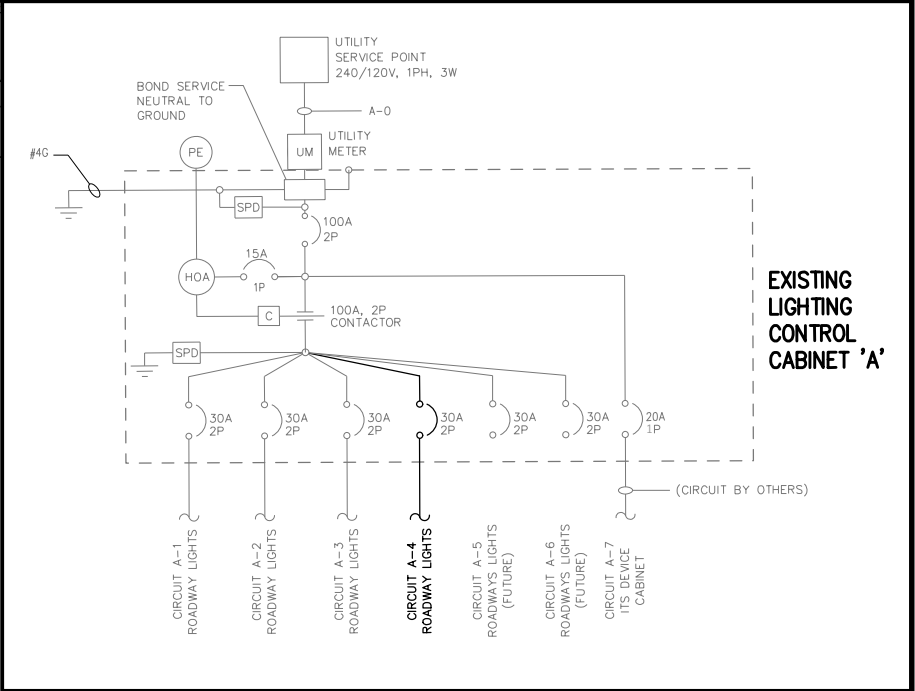 UTILITY
SERVICE POINT
240/120V, 1PH, 3W
BOND SERVICE
NEUTRAL TO
GROUND
A-0
UTILITY
METER
UM
#4G
PE
SPD
100A
2P
15A
1P
HOA
C
100A, 2P
CONTACTOR
EXISTING
LIGHTING
CONTROL
CABINET 'A'
SPD
30A
2P
30A
2P
30A
2P
30A
2P
30A
2P
30A
2P
20A
1P
(CIRCUIT BY OTHERS)
CIRCUIT A-1
ROADWAY LIGHTS
CIRCUIT A-2
ROADWAY LIGHTS
CIRCUIT A-3
ROADWAY LIGHTS
CIRCUIT A-4
ROADWAY LIGHTS
CIRCUIT A-5
ROADWAYS LIGHTS
(FUTURE)
CIRCUIT A-6
ROADWAYS LIGHTS
(FUTURE)
CIRCUIT A-7
ITS DEVICE
CABINET